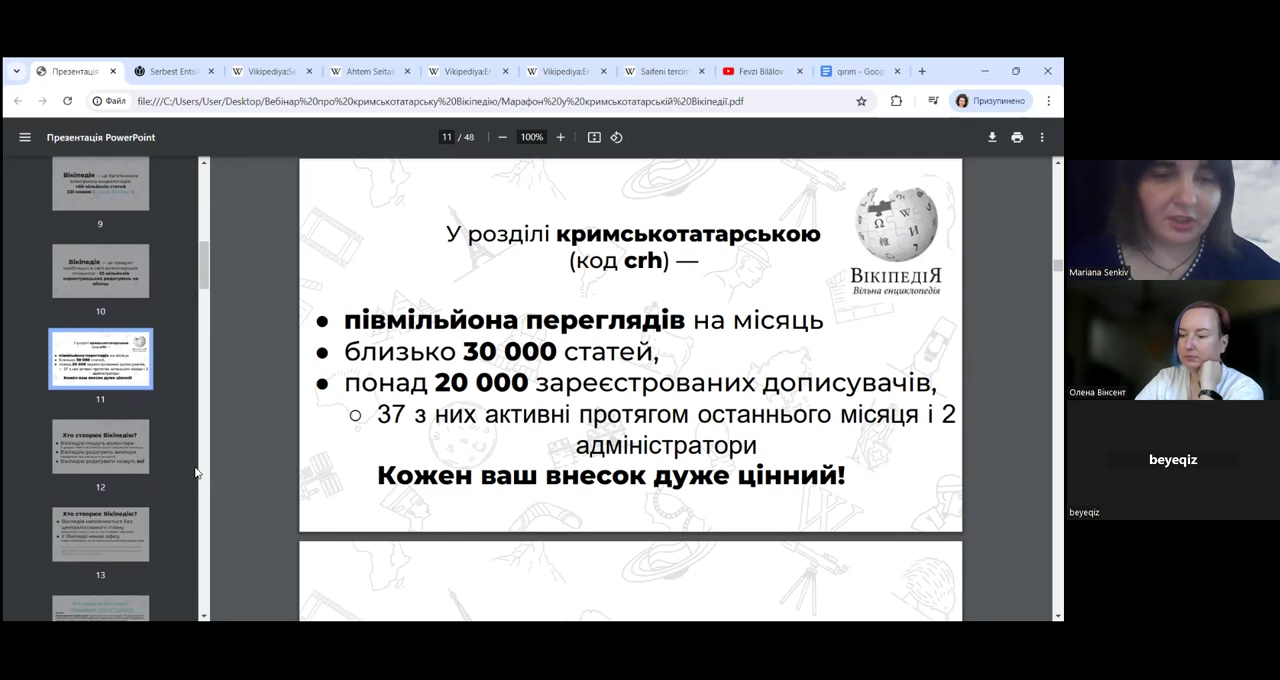 Презентація
Serbest Entsi
Vikipediya:Se
Ahtem Seitab
Vikipediya:Er
Vikipediya:Er
Saifeni tercim
Fevzi Bilâlov
qırım - Goog
Файл
file:///C:/Users/User/Desktop/Вебінар%20про%20кримськотатарську%20Вікіпедію/Марафон%20у%20кримськотатарській%20Вікіпедії.pdf
Призупинено
Презентація PowerPoint
11 / 48
100%
9
10
11
Хто створює Вікіпедію?
12
Хто створює Вікіпедію?
13
У розділі кримськотатарською
(код crh) —
ВікіпедіЯ
Вільна енциклопедія
● півмільйона переглядів на місяць
● близько 30 000 статей,
● понад 20 000 зареєстрованих дописувачів,
○ 37 з них активні протягом останнього місяця і 2
адміністратори
Кожен ваш внесок дуже цінний!
Mariana Senkiv
Олена Вінсент
beyeqiz
beyeqiz